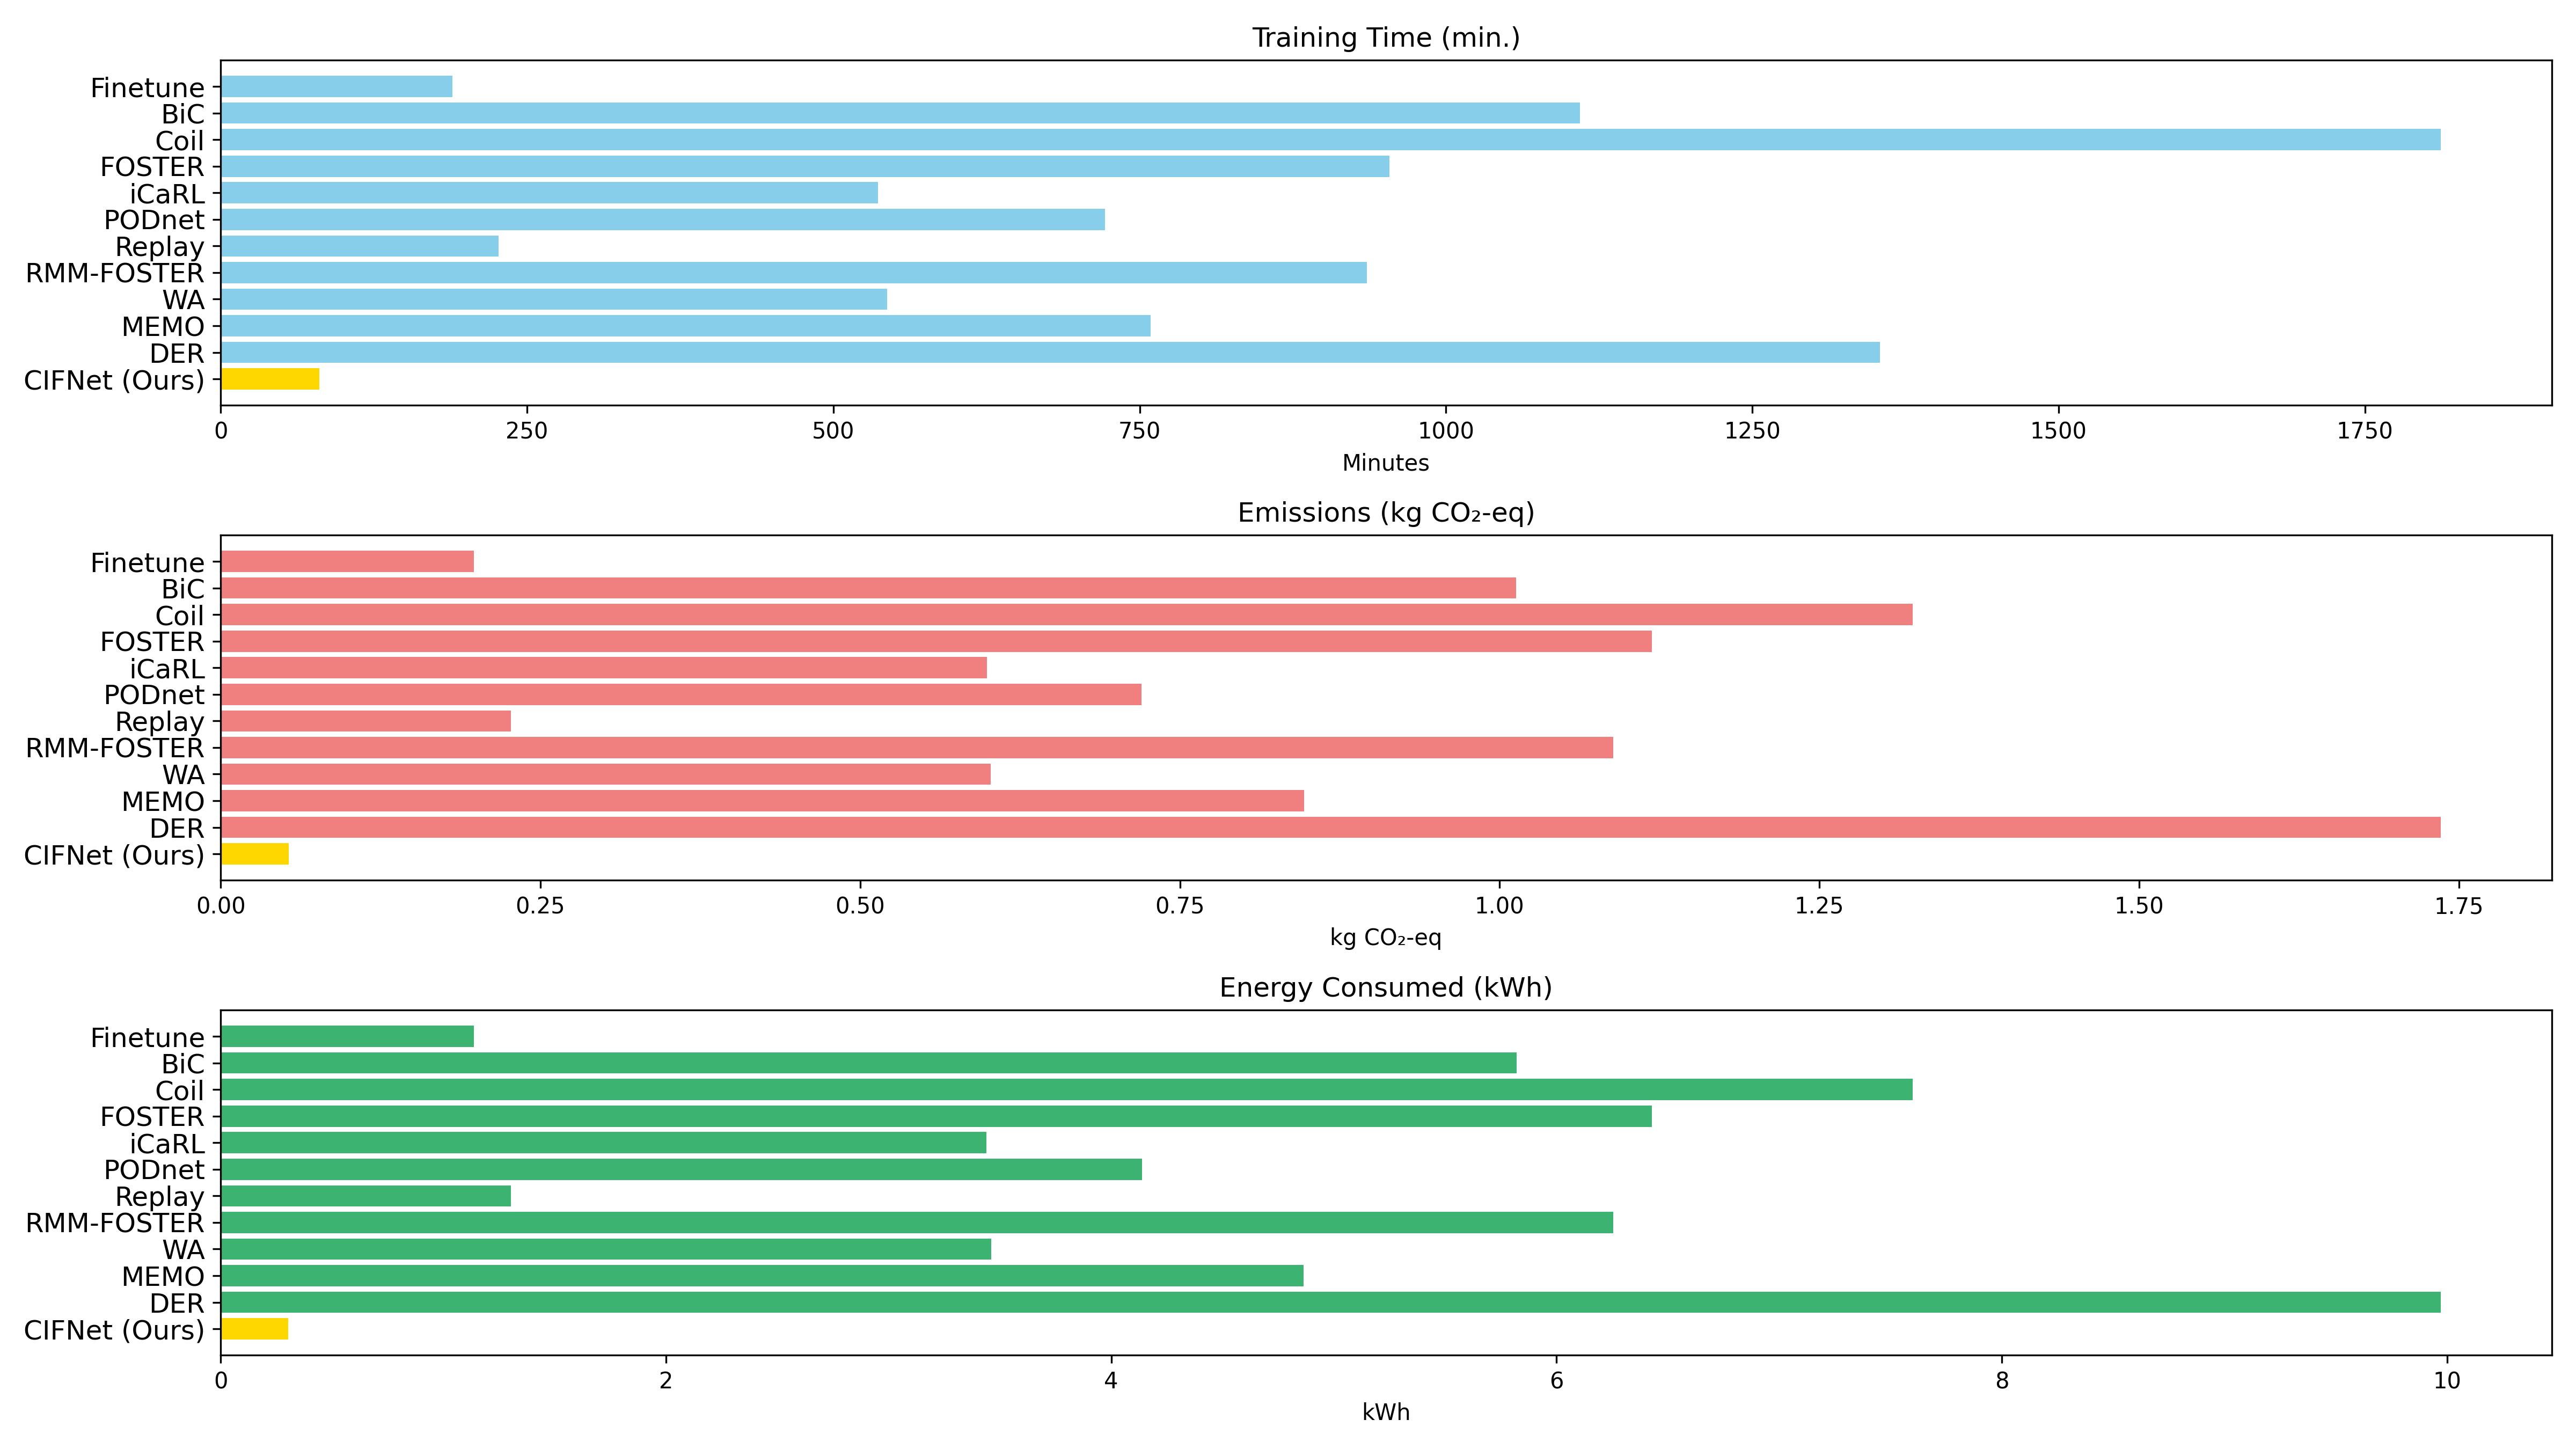 Training Time (min.)
Finetune
BiC
Coil
FOSTER
iCaRL
PODnet
Replay
RMM-FOSTER
WA
MEMO
DER
CIFNet (Ours)
0 250 500 750 1000 1250 1500 1750
Minutes
Emissions (kg CO₂-eq)
Finetune
BiC
Coil
FOSTER
iCaRL
PODnet
Replay
RMM-FOSTER
WA
MEMO
DER
CIFNet (Ours)
0.00 0.25 0.50 0.75 1.00 1.25 1.50 1.75
kg CO₂-eq
Energy Consumed (kWh)
Finetune
BiC
Coil
FOSTER
iCaRL
PODnet
Replay
RMM-FOSTER
WA
MEMO
DER
CIFNet (Ours)
0 2 4 6 8 10
kWh